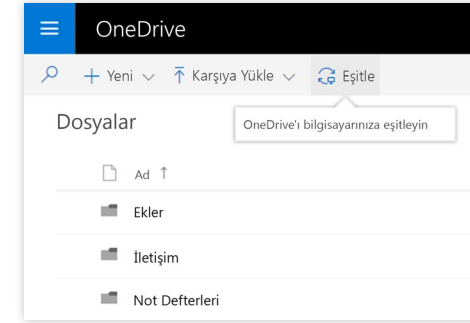 OneDrive
Yeni Karşıya Yükle Eşitle
Dosyalar
OneDrive'ı bilgisayarınıza eşitleyin
Ad ↑
Ekler
İletişim
Not Defterleri